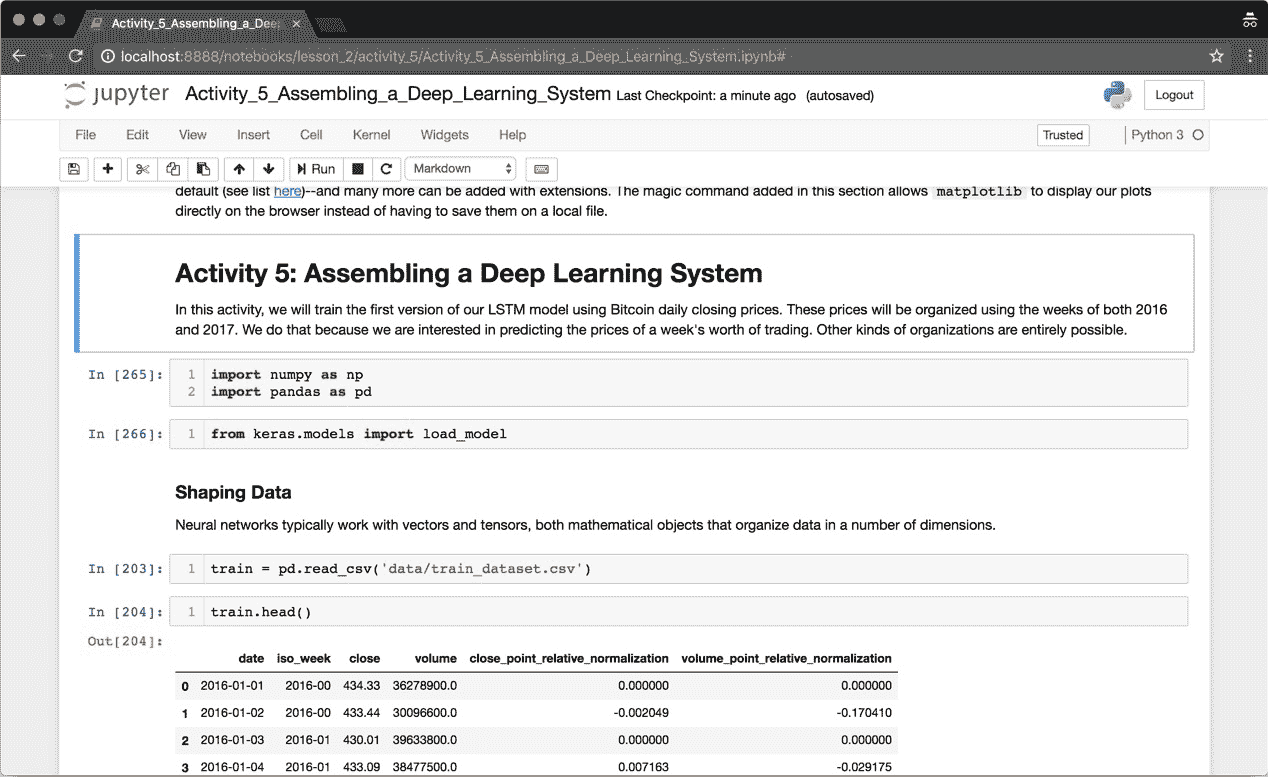 Activity_5_Assembling_a_Deep
localhost:8888/notebooks/lesson_2/activity_5/Activity_5_Assembling_a_Deep_Learning_System.ipynb#
jupyter Activity_5_Assembling_a_Deep_Learning_System Last Checkpoint: a minute ago (autosaved) Logout
File Edit View Insert Cell Kernel Widgets Help Trusted Python 3
Run Markdown
default (see list here)--and many more can be added with extensions. The magic command added in this section allows matplotlib to display our plots
directly on the browser instead of having to save them on a local file.
Activity 5: Assembling a Deep Learning System
In this activity, we will train the first version of our LSTM model using Bitcoin daily closing prices. These prices will be organized using the weeks of both 2016
and 2017. We do that because we are interested in predicting the prices of a week's worth of trading. Other kinds of organizations are entirely possible.
In [265]: 1 import numpy as np
2 import pandas as pd
In [266]: 1 from keras.models import load_model
Shaping Data
Neural networks typically work with vectors and tensors, both mathematical objects that organize data in a number of dimensions.
In [203]: 1 train = pd.read_csv('data/train_dataset.csv')
In [204]: 1 train.head()
Out[204]:
date iso_week close volume close_point_relative_normalization volume_point_relative_normalization
0 2016-01-01 2016-00 434.33 36278900.0 0.000000 0.000000
1 2016-01-02 2016-00 433.44 30096600.0 -0.002049 -0.170410
2 2016-01-03 2016-01 430.01 39633800.0 0.000000 0.000000
3 2016-01-04 2016-01 433.09 38477500.0 0.007163 -0.029175